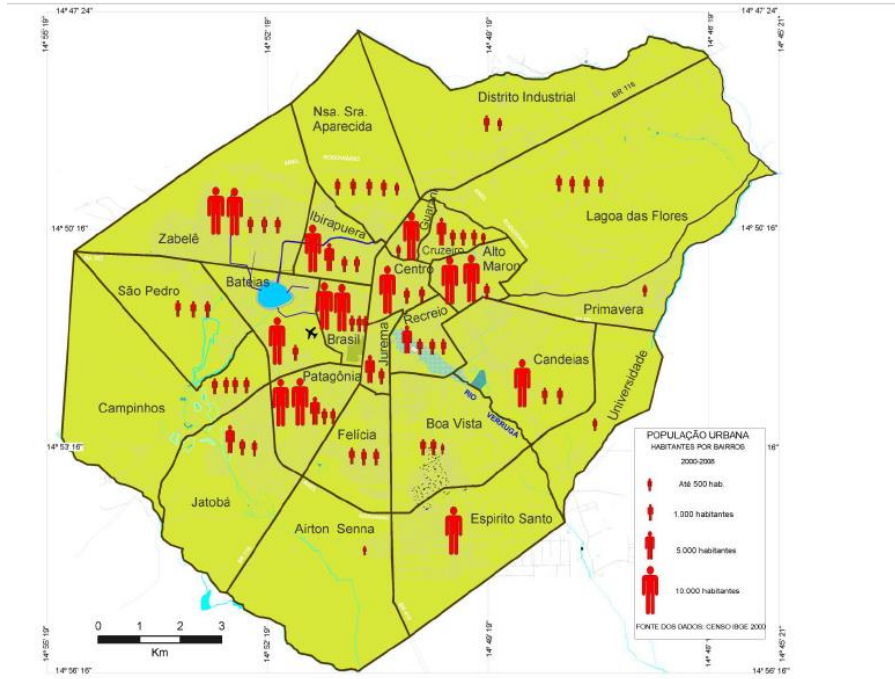 14° 47' 24
14° 47' 24
14° 55' 19
14° 52' 19
14° 49' 19
14° 46' 19
14° 45' 21
Distrito Industrial
BR 116
Nsa. Sra.
Aparecida
ANEL
RODOVIARIO
Guarani
ANEL
Lagoa das Flores
14° 50' 16
14° 50' 16
Ibirapuera
Zabelê
Cruzeiro
Alto
Maron
Centro
Batéias
São Pedro
Primavera
Recreio
Brasil
Jurema
Candeias
Universidade
Patagônia
Campinhos
RIO
VERRUGA
Boa Vista
Felícia
14° 53' 16
16
Jatobá
Airton Senna
Espirito Santo
POPULAÇÃO URBANA
HABITANTES POR BAIRROS
2000-2008
Até 500 hab.
1.000 habitantes
5.000 habitantes
10.000 habitantes
FONTE DOS DADOS: CENSO IBGE 2000
0 1 2 3
Km
14° 55' 19
14° 52' 19
14° 45' 21
14° 56' 16
14° 56' 16